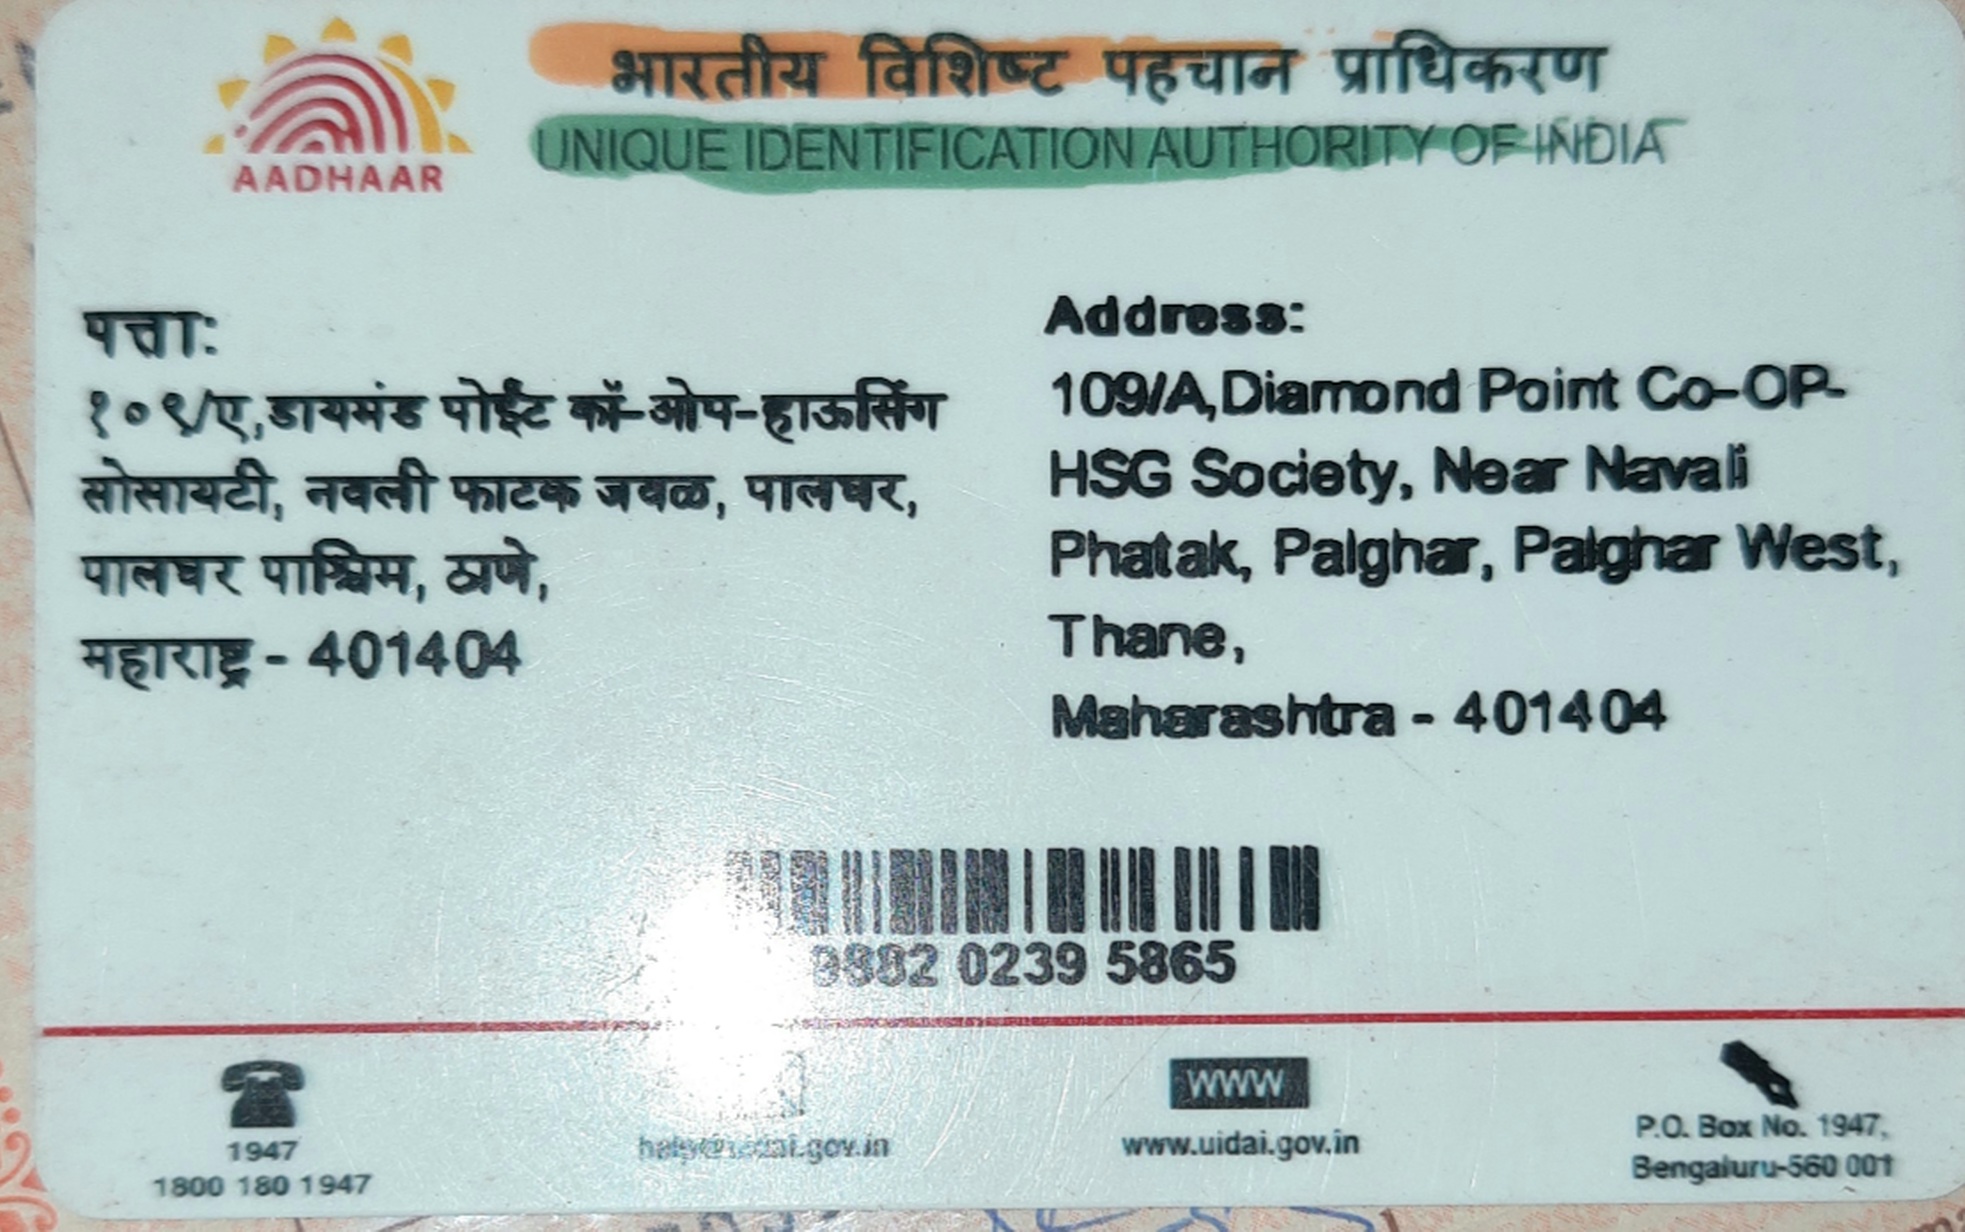 भारतीय विशिष्ट पहचान प्राधिकरण
UNIQUE IDENTIFICATION AUTHORITY OF INDIA
AADHAAR
पत्ता:
१०९/ए,डायमंड पोईंट कॉ-ओप-हाऊसिंग
सोसायटी, नवली फाटक जवळ, पालघर,
पालघर पाश्चिम, ठाणे,
महाराष्ट्र - 401404
Address:
109/A,Diamond Point Co-OP-
HSG Society, Near Navali
Phatak, Palghar, Palghar West,
Thane,
Maharashtra - 401404
0239 5865
1947
1800 180 1947
WWW
www.uidai.gov.in
P.O. Box No. 1947,
Bengaluru-560 001